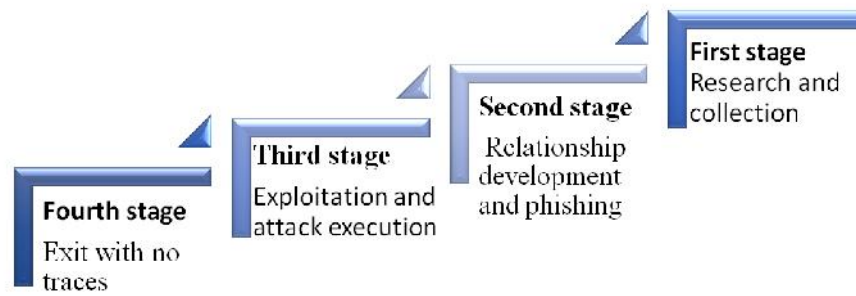 First stage
Research and
collection
Second stage
Relationship
development
and phishing
Third stage
Exploitation and
attack execution
Fourth stage
Exit with no
traces